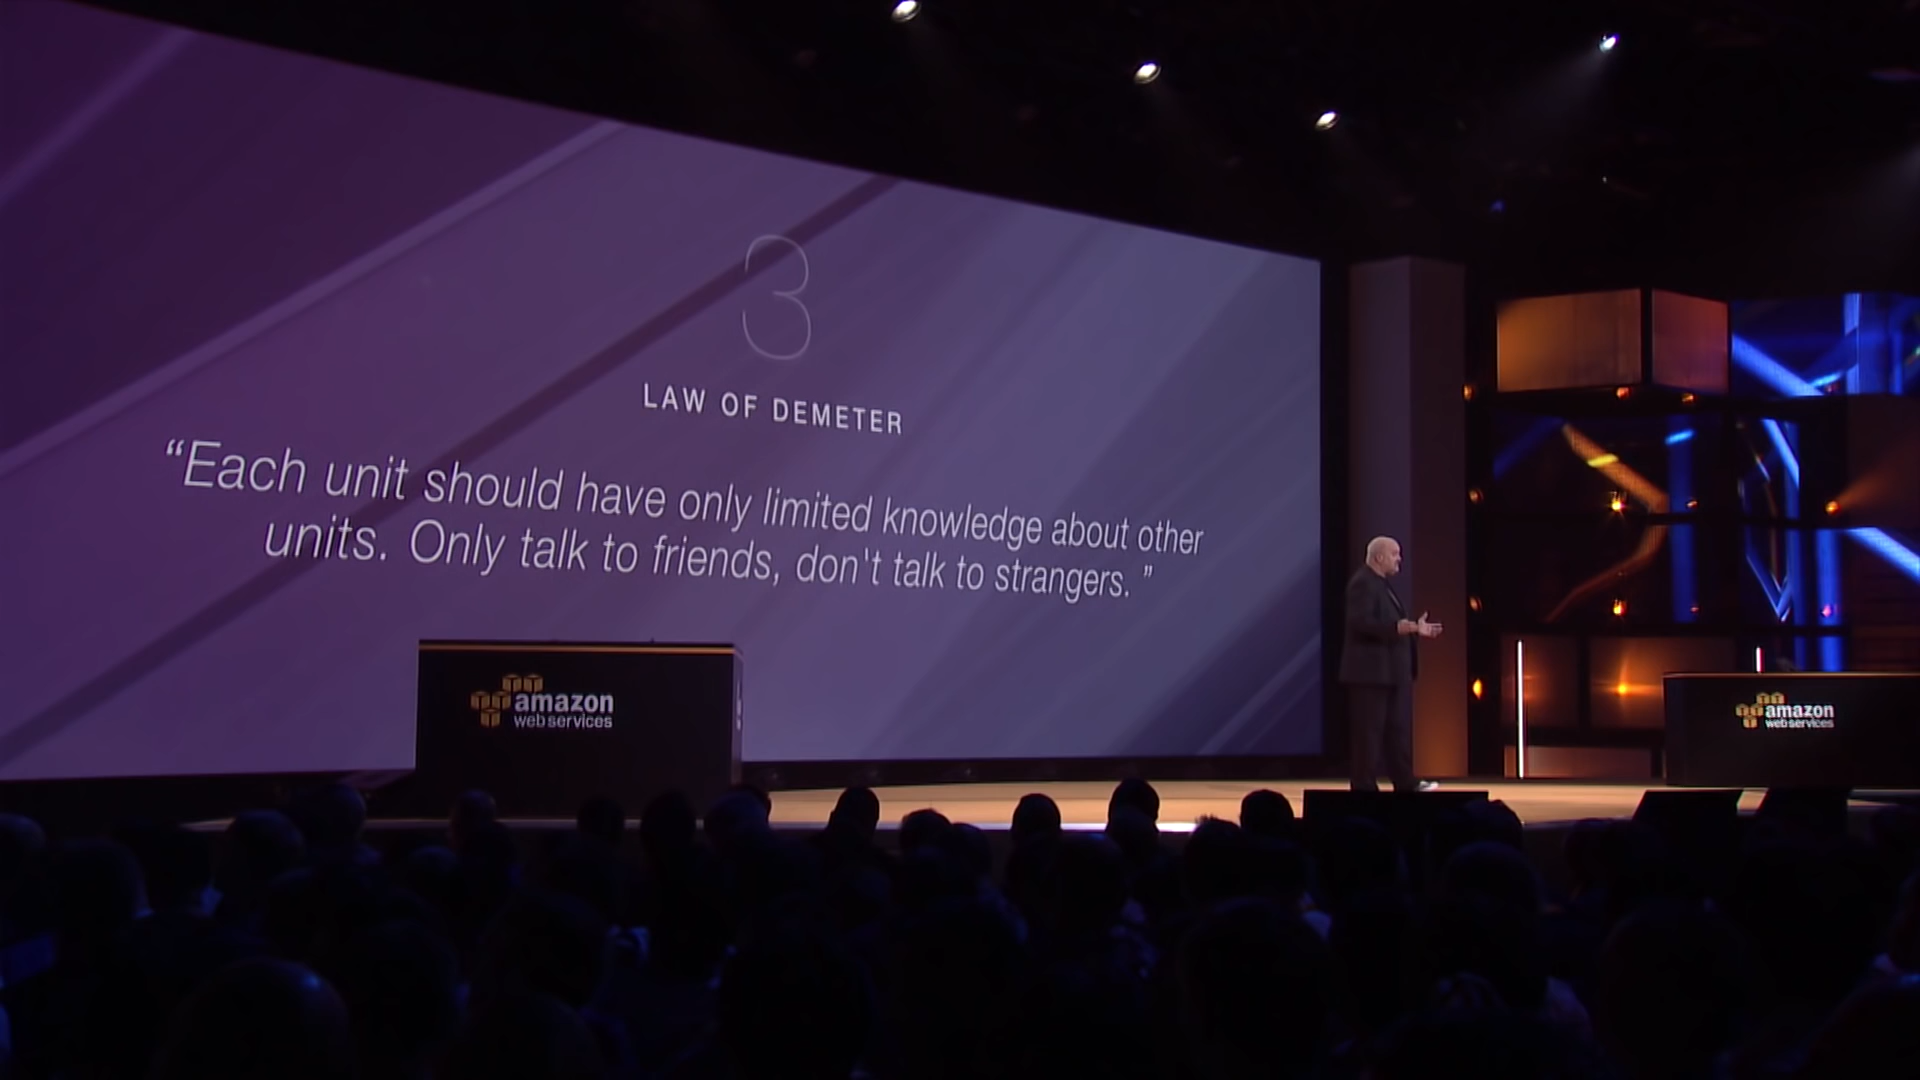 3
LAW OF DEMETER
“Each unit should have only limited knowledge about other
units. Only talk to friends, don't talk to strangers. ”
amazon
web services
amazon
web services